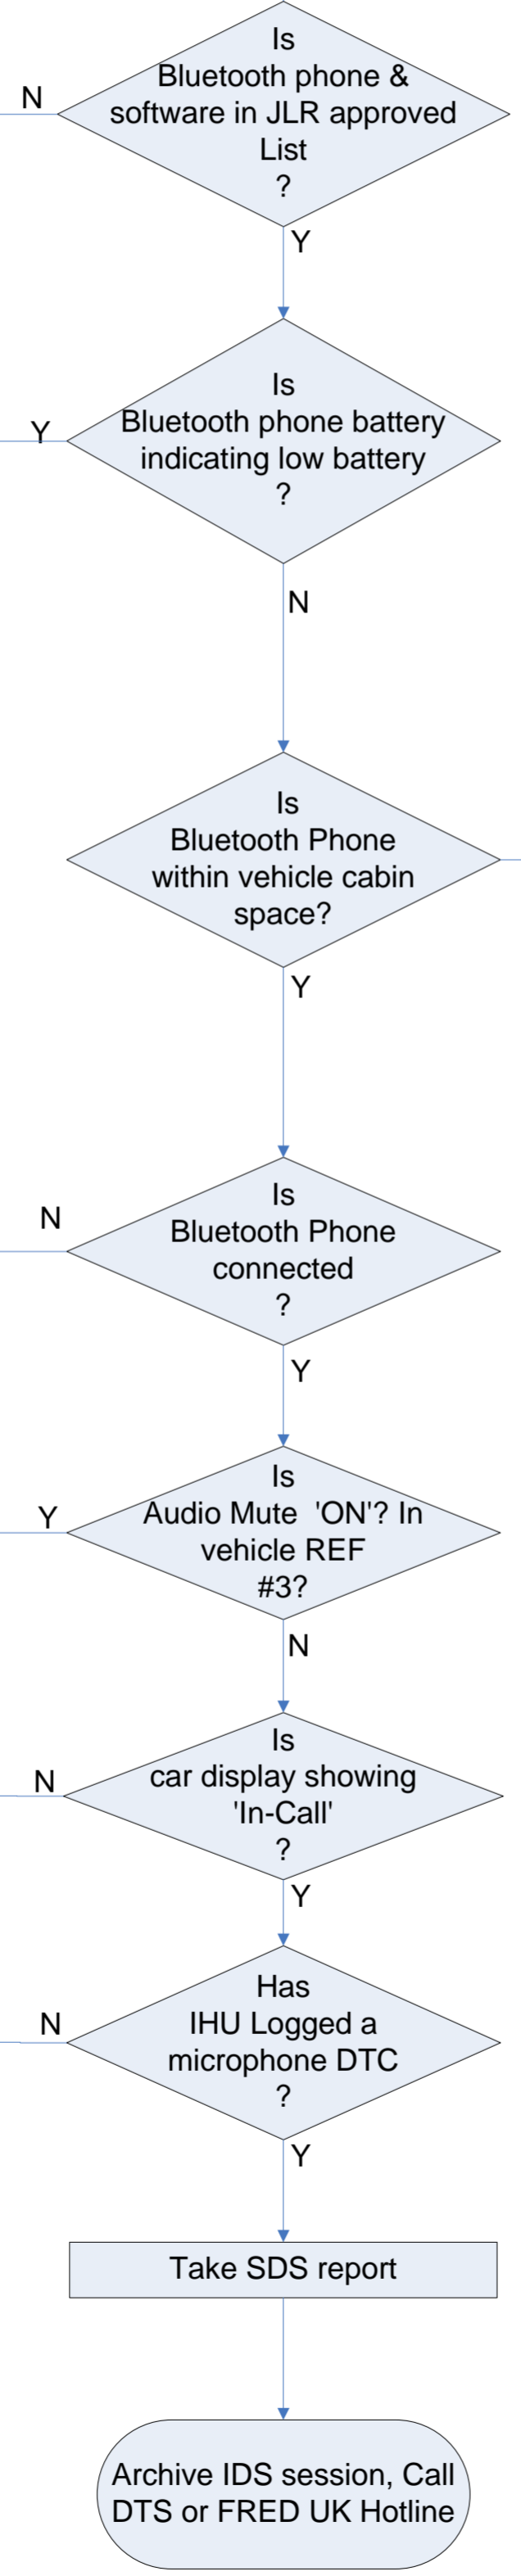 Is
Bluetooth phone &
software in JLR approved
List
?
N
Y
Is
Bluetooth phone battery
indicating low battery
?
Y
N
Is
Bluetooth Phone
within vehicle cabin
space?
Y
Is
Bluetooth Phone
connected
?
N
Y
Is
Audio Mute 'ON'? In
vehicle REF
#3?
Y
N
Is
car display showing
'In-Call'
?
N
Y
Has
IHU Logged a
microphone DTC
?
N
Y
Take SDS report
Archive IDS session, Call
DTS or FRED UK Hotline